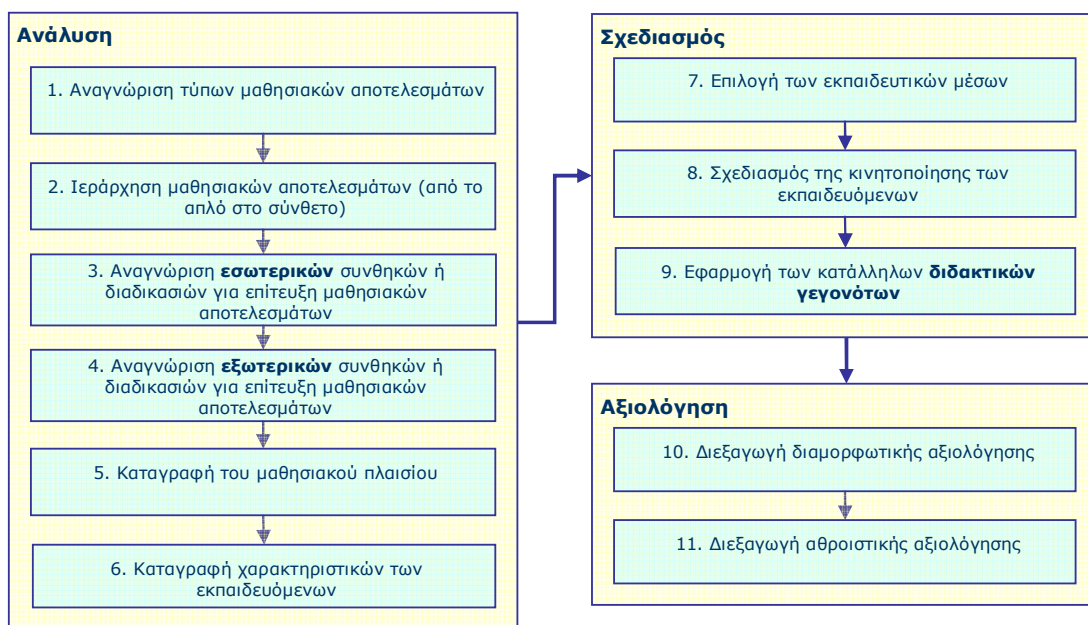 Ανάλυση
1. Αναγνώριση τύπων μαθησιακών αποτελεσμάτων
2. Ιεράρχηση μαθησιακών αποτελεσμάτων (από το
απλό στο σύνθετο)
3. Αναγνώριση εσωτερικών συνθηκών ή
διαδικασιών για επίτευξη μαθησιακών
αποτελεσμάτων
4. Αναγνώριση εξωτερικών συνθηκών ή
διαδικασιών για επίτευξη μαθησιακών
αποτελεσμάτων
5. Καταγραφή του μαθησιακού πλαισίου
6. Καταγραφή χαρακτηριστικών των
εκπαιδευόμενων
Σχεδιασμός
7. Επιλογή των εκπαιδευτικών μέσων
8. Σχεδιασμός της κινητοποίησης των
εκπαιδευόμενων
9. Εφαρμογή των κατάλληλων διδακτικών
γεγονότων
Αξιολόγηση
10. Διεξαγωγή διαμορφωτικής αξιολόγησης
11. Διεξαγωγή αθροιστικής αξιολόγησης